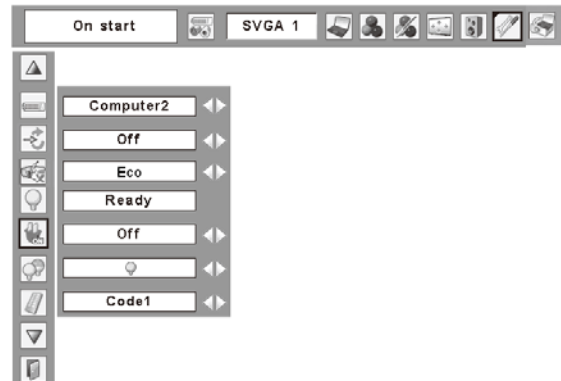 On start
SVGA 1
Computer2
Off
Eco
Ready
Off
Code1